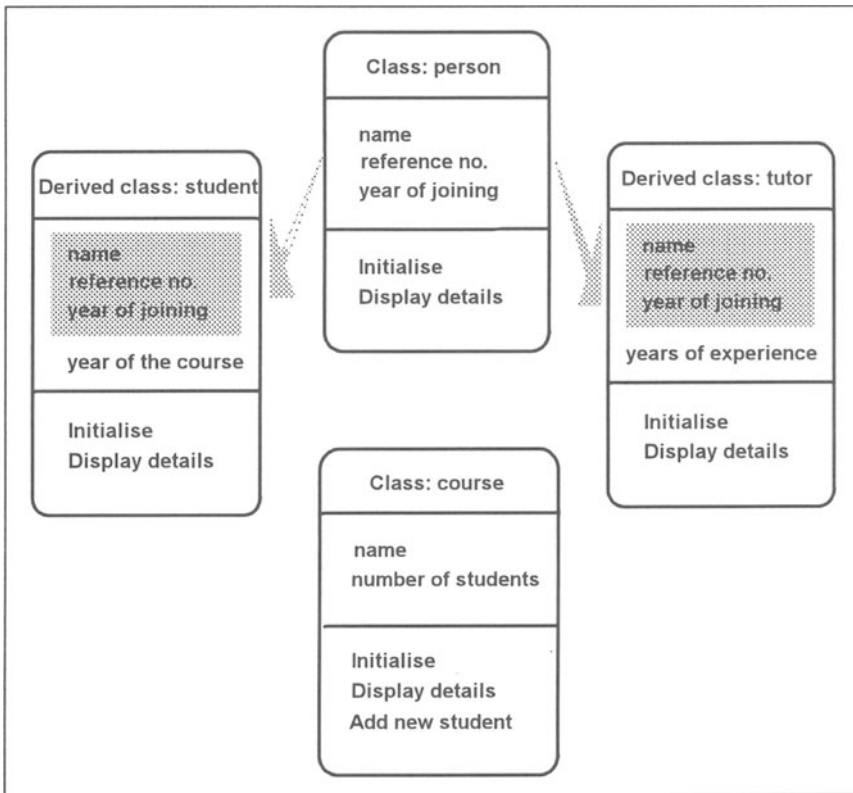 Class: person
name
reference no.
year of joining
Initialise
Display details
Derived class: student
name
reference no.
year of joining
year of the course
Initialise
Display details
Derived class: tutor
name
reference no.
year of joining
years of experience
Initialise
Display details
Class: course
name
number of students
Initialise
Display details
Add new student